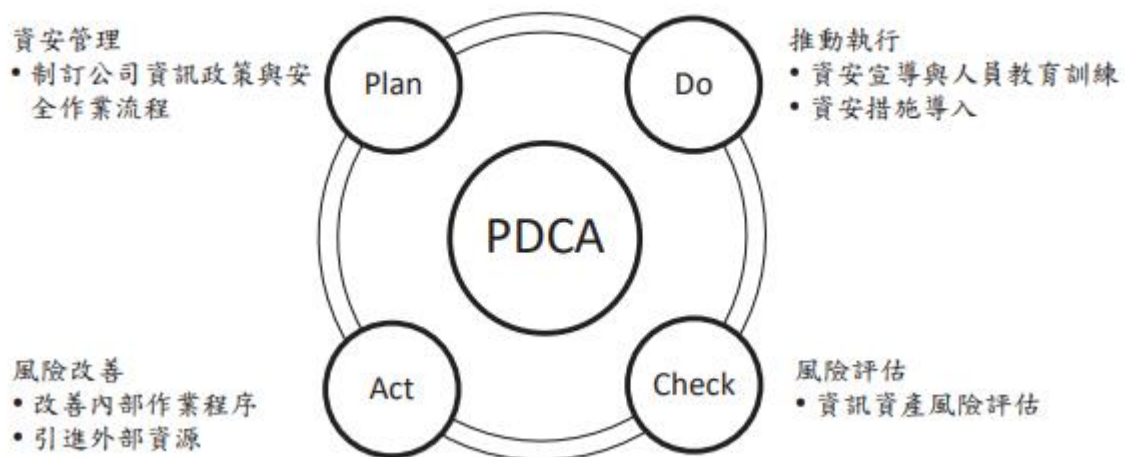 資安管理
• 制訂公司資訊政策與安
全作業流程
Plan
Do
推動執行
• 資安宣導與人員教育訓練
• 資安措施導入
PDCA
風險改善
• 改善內部作業程序
• 引進外部資源
Act
Check
風險評估
• 資訊資產風險評估